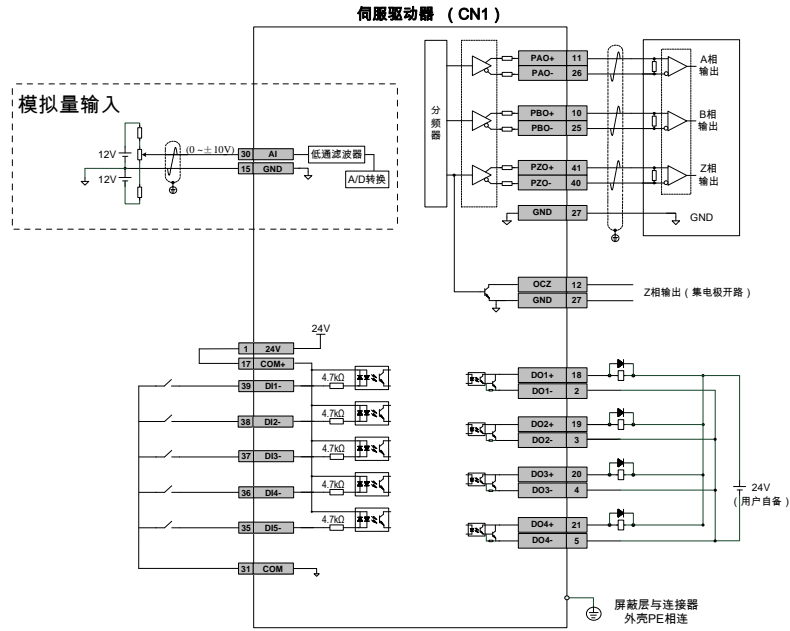 伺服驱动器 （CN1）
模拟量输入
12V
12V
(0 ~±10V)
30 AI
15 GND
低通滤波器
A/D转换
分频器
PAO+ 11
PAO- 26
PBO+ 10
PBO- 25
PZO+ 41
PZO- 40
GND 27
A相
输出
B相
输出
Z相
输出
GND
OCZ 12
GND 27
Z相输出（集电极开路）
24V
1 24V
17 COM+
39 DI1-
4.7kΩ
38 DI2-
4.7kΩ
37 DI3-
4.7kΩ
36 DI4-
4.7kΩ
35 DI5-
4.7kΩ
31 COM
DO1+ 18
DO1- 2
DO2+ 19
DO2- 3
DO3+ 20
DO3- 4
DO4+ 21
DO4- 5
24V
（用户自备）
屏蔽层与连接器
外壳PE相连